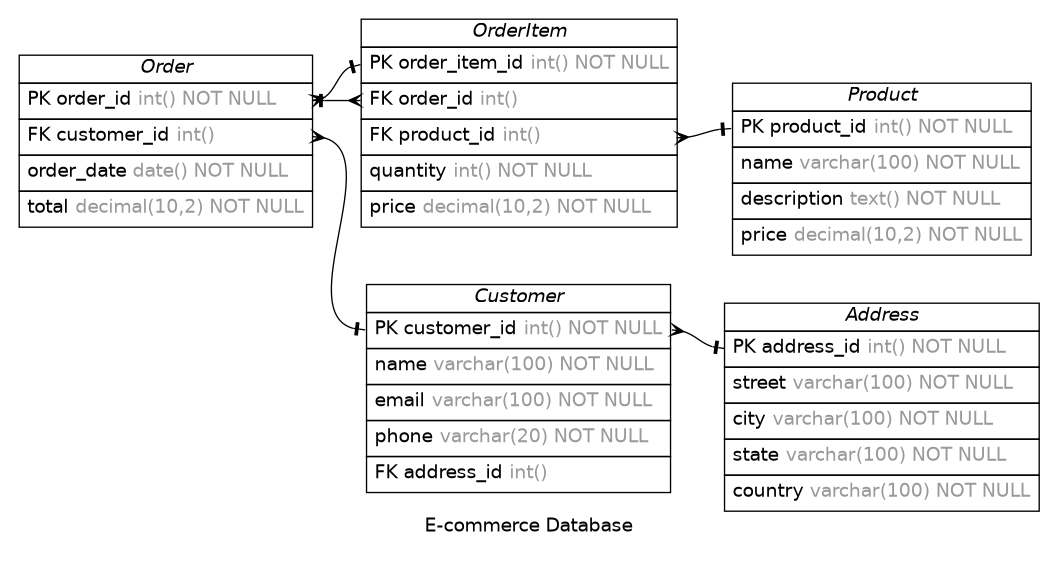 Order
PK order_id int() NOT NULL
FK customer_id int()
order_date date() NOT NULL
total decimal(10,2) NOT NULL
OrderItem
PK order_item_id int() NOT NULL
FK order_id int()
FK product_id int()
quantity int() NOT NULL
price decimal(10,2) NOT NULL
Product
PK product_id int() NOT NULL
name varchar(100) NOT NULL
description text() NOT NULL
price decimal(10,2) NOT NULL
Customer
PK customer_id int() NOT NULL
name varchar(100) NOT NULL
email varchar(100) NOT NULL
phone varchar(20) NOT NULL
FK address_id int()
Address
PK address_id int() NOT NULL
street varchar(100) NOT NULL
city varchar(100) NOT NULL
state varchar(100) NOT NULL
country varchar(100) NOT NULL
E-commerce Database